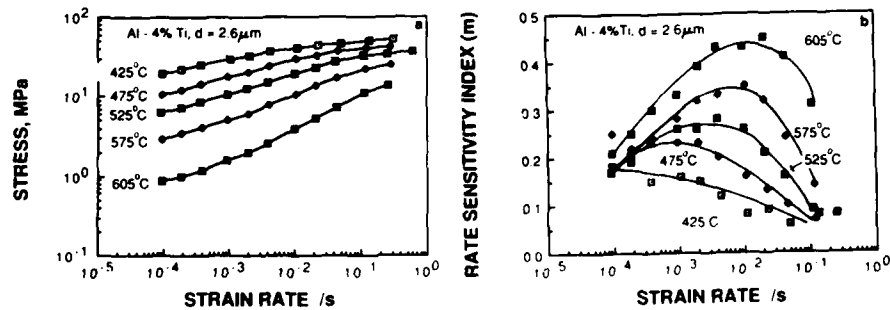 Al - 4% Ti, d = 2.6μm
a
10²
10¹
10⁰
10⁻¹
STRESS, MPa
425°C
475°C
525°C
575°C
605°C
10⁻⁵
10⁻⁴
10⁻³
10⁻²
10⁻¹
10⁰
STRAIN RATE /s
Al - 4%Ti, d = 2.6μm
b
0.5
0.4
0.3
0.2
0.1
0.0
RATE SENSITIVITY INDEX (m)
605°C
575°C
525°C
475°C
425 C
10⁻⁵
10⁻⁴
10⁻³
10⁻²
10⁻¹
10⁰
STRAIN RATE /s